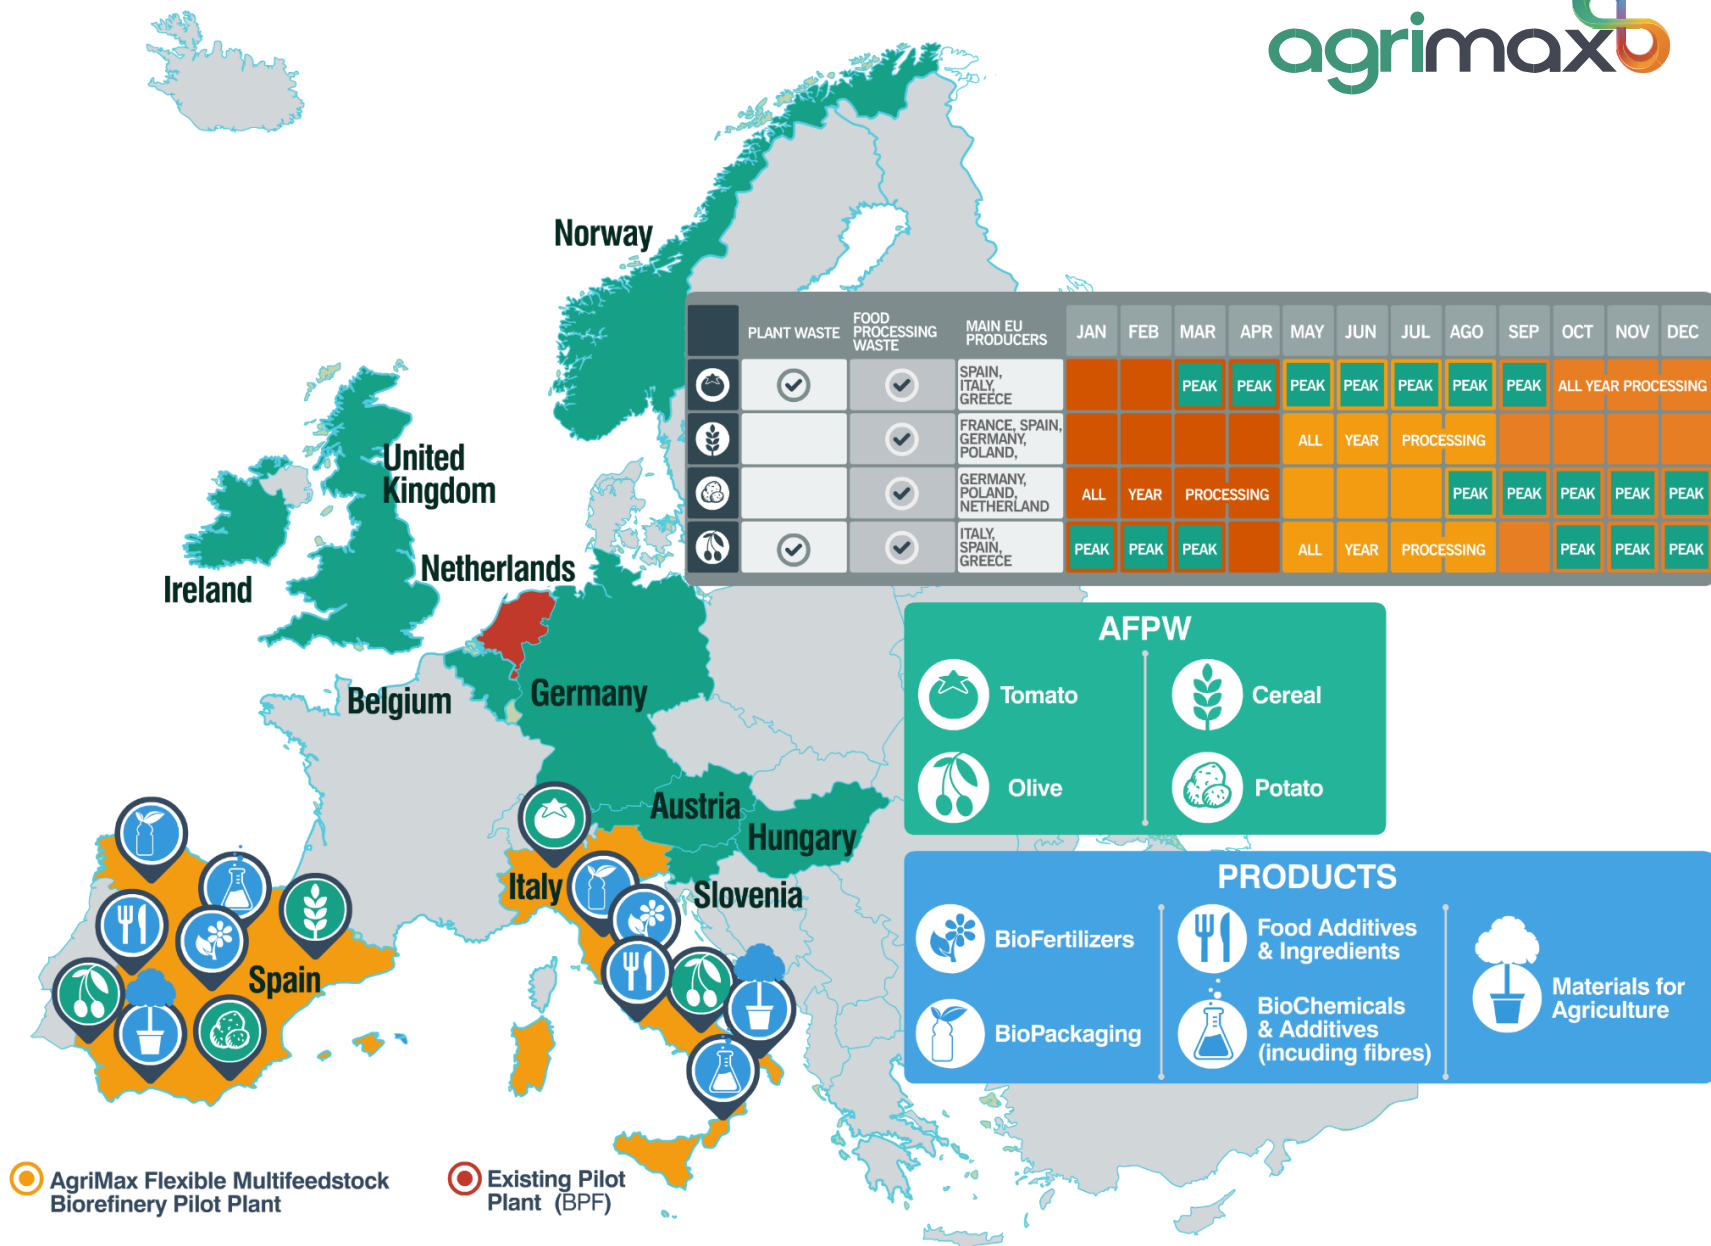 agrimax
Norway
United
Kingdom
Ireland
Netherlands
Belgium
Germany
Austria
Hungary
Slovenia
Italy
Spain
PLANT WASTE
FOOD
PROCESSING
WASTE
MAIN EU
PRODUCERS
JAN FEB MAR APR MAY JUN JUL AGO SEP OCT NOV DEC
SPAIN,
ITALY,
GREECE
PEAK PEAK PEAK PEAK PEAK PEAK PEAK ALL YEAR PROCESSING
FRANCE, SPAIN,
GERMANY,
POLAND,
ALL YEAR PROCESSING
GERMANY,
POLAND,
NETHERLAND
ALL YEAR PROCESSING PEAK PEAK PEAK PEAK PEAK
ITALY,
SPAIN,
GREECE
PEAK PEAK PEAK ALL YEAR PROCESSING PEAK PEAK PEAK
AFPW
Tomato
Cereal
Olive
Potato
PRODUCTS
BioFertilizers
Food Additives
& Ingredients
BioPackaging
BioChemicals
& Additives
(incuding fibres)
Materials for
Agriculture
AgriMax Flexible Multifeedstock
Biorefinery Pilot Plant
Existing Pilot
Plant (BPF)